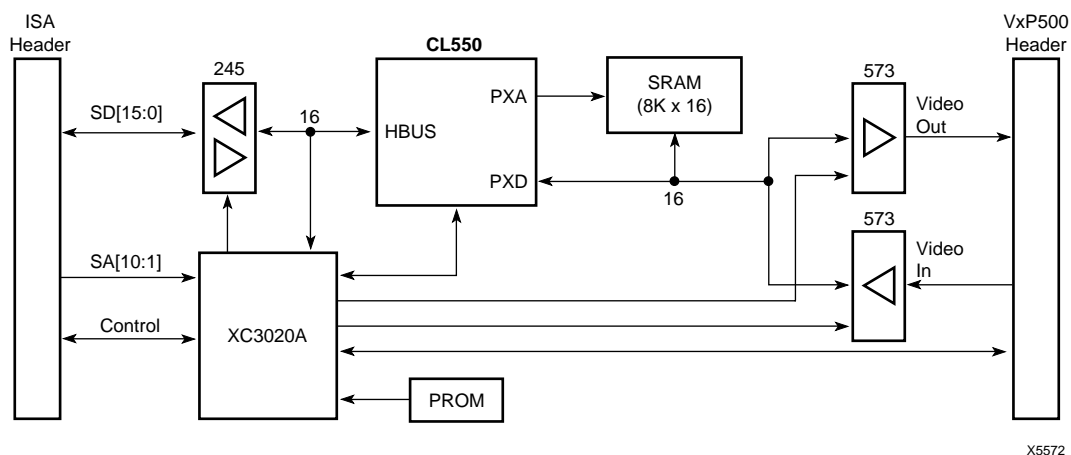 ISA
Header
VxP500
Header
CL550
245
573
SRAM
(8K x 16)
PXA
Video
Out
SD[15:0]
16
HBUS
PXD
16
573
Video
In
SA[10:1]
Control
XC3020A
PROM
X5572